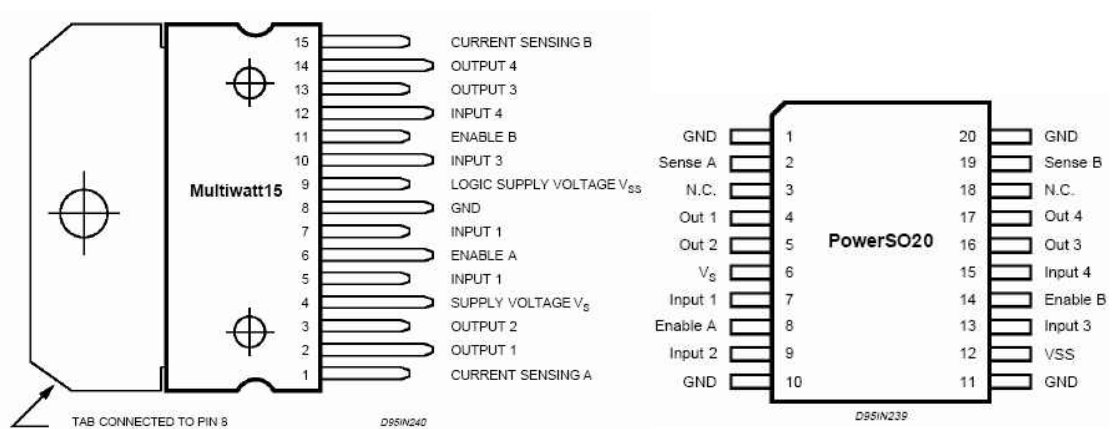 15 CURRENT SENSING B
14 OUTPUT 4
13 OUTPUT 3
12 INPUT 4
11 ENABLE B
10 INPUT 3
9 LOGIC SUPPLY VOLTAGE VSS
8 GND
7 INPUT 1
6 ENABLE A
5 INPUT 1
4 SUPPLY VOLTAGE VS
3 OUTPUT 2
2 OUTPUT 1
1 CURRENT SENSING A
Multiwatt15
TAB CONNECTED TO PIN 8
D95IN240
GND 1 20 GND
Sense A 2 19 Sense B
N.C. 3 18 N.C.
Out 1 4 17 Out 4
Out 2 5 16 Out 3
VS 6 15 Input 4
Input 1 7 14 Enable B
Enable A 8 13 Input 3
Input 2 9 12 VSS
GND 10 11 GND
PowerSO20
D95IN239